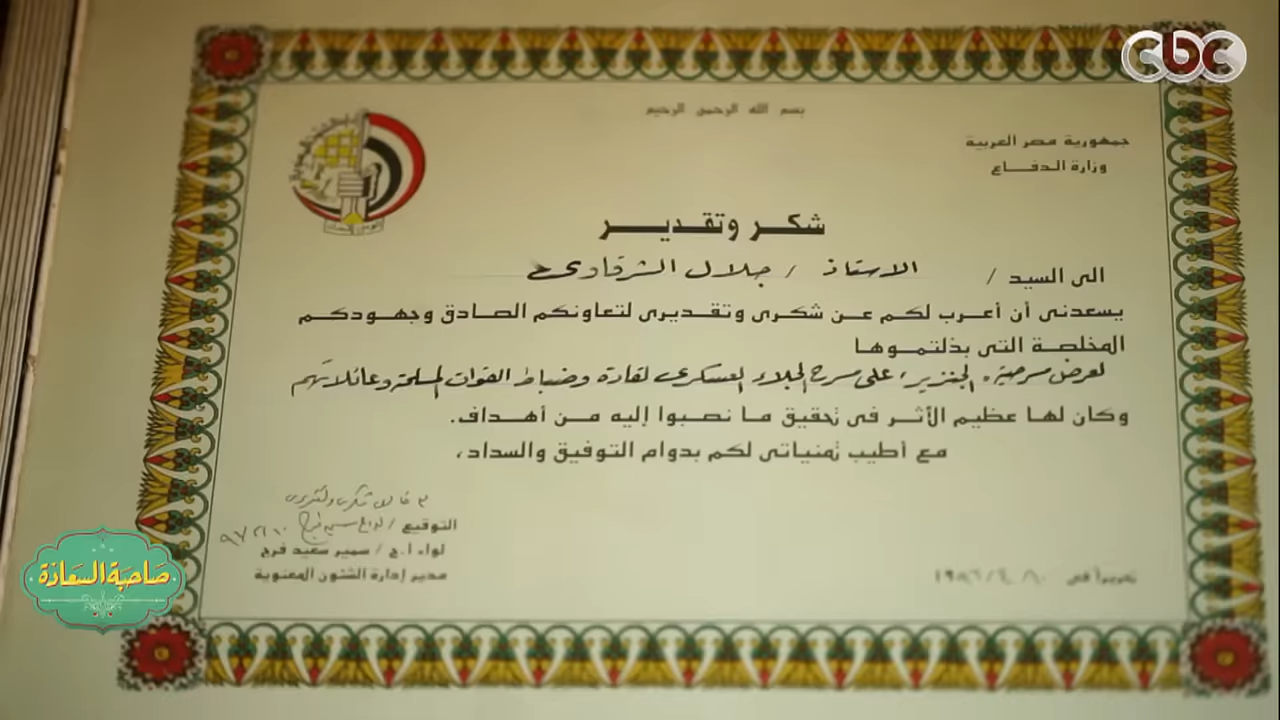 cbc
بسم الله الرحمن الرحيم
جمهورية مصر العربية
وزارة الدفاع
شكر وتقدير
الى السيد / الاستاذ / جلال الشرقاوى
يسعدنى أن أعرب لكم عن شكرى وتقديرى لتعاونكم الصادق وجهودكم
المخلصة التى بذلتموها
لعرض مسرحية "الجنزير" على مسرح الجلاء العسكرى لقادة وضباط القوات المسلحة وعائلاتهم
وكان لها عظيم الأثر فى تحقيق ما نصبوا إليه من أهداف.
مع أطيب تمنياتى لكم بدوام التوفيق والسداد،
التوقيع /
لواء أ.ح / سمير سعيد فرج
مدير إدارة الشئون المعنوية
تحريراً فى
صاحبة السعادة